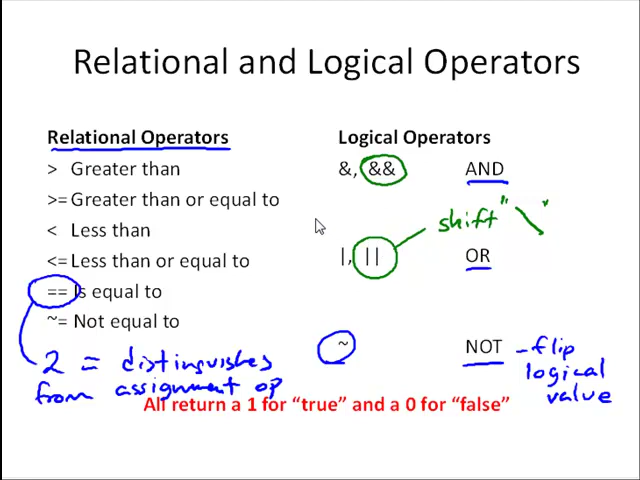 Relational and Logical Operators
Relational Operators
> Greater than
>= Greater than or equal to
< Less than
<= Less than or equal to
== Is equal to
~= Not equal to
2 = distinguishes
from assignment op
Logical Operators
&, && AND
shift " \ "
|, || OR
~ NOT - flip
logical
value
All return a 1 for “true” and a 0 for “false”